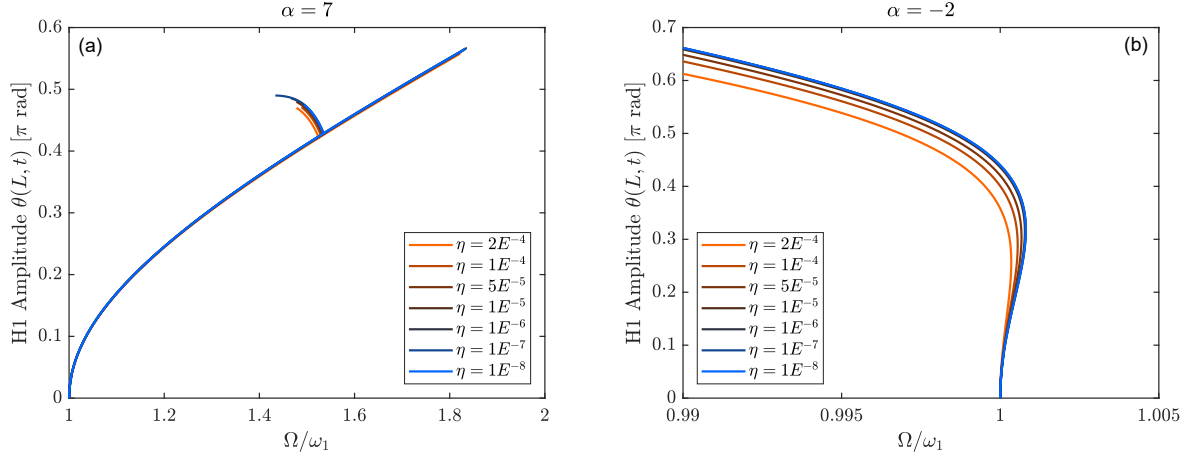 α = 7
(a)
H1 Amplitude θ(L, t) [π rad]
0.6
0.5
0.4
0.3
0.2
0.1
0
η = 2E⁻⁴
η = 1E⁻⁴
η = 5E⁻⁵
η = 1E⁻⁵
η = 1E⁻⁶
η = 1E⁻⁷
η = 1E⁻⁸
1 1.2 1.4 1.6 1.8 2
Ω/ω₁
α = −2
(b)
H1 Amplitude θ(L, t) [π rad]
0.7
0.6
0.5
0.4
0.3
0.2
0.1
0
η = 2E⁻⁴
η = 1E⁻⁴
η = 5E⁻⁵
η = 1E⁻⁵
η = 1E⁻⁶
η = 1E⁻⁷
η = 1E⁻⁸
0.99 0.995 1 1.005
Ω/ω₁